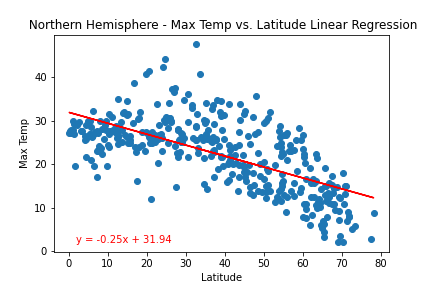 Northern Hemisphere - Max Temp vs. Latitude Linear Regression
Max Temp
40
30
20
10
0
y = -0.25x + 31.94
0 10 20 30 40 50 60 70 80
Latitude